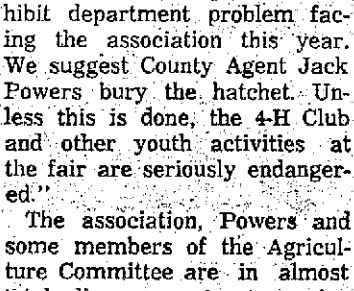 hibit department problem fac-
ing the association this year.
We suggest County Agent Jack
Powers bury the hatchet. Un-
less this is done, the 4-H Club
and other youth activities at
the fair are seriously endanger-
ed."
The association, Powers and
some members of the Agricul-
ture Committee are in almost